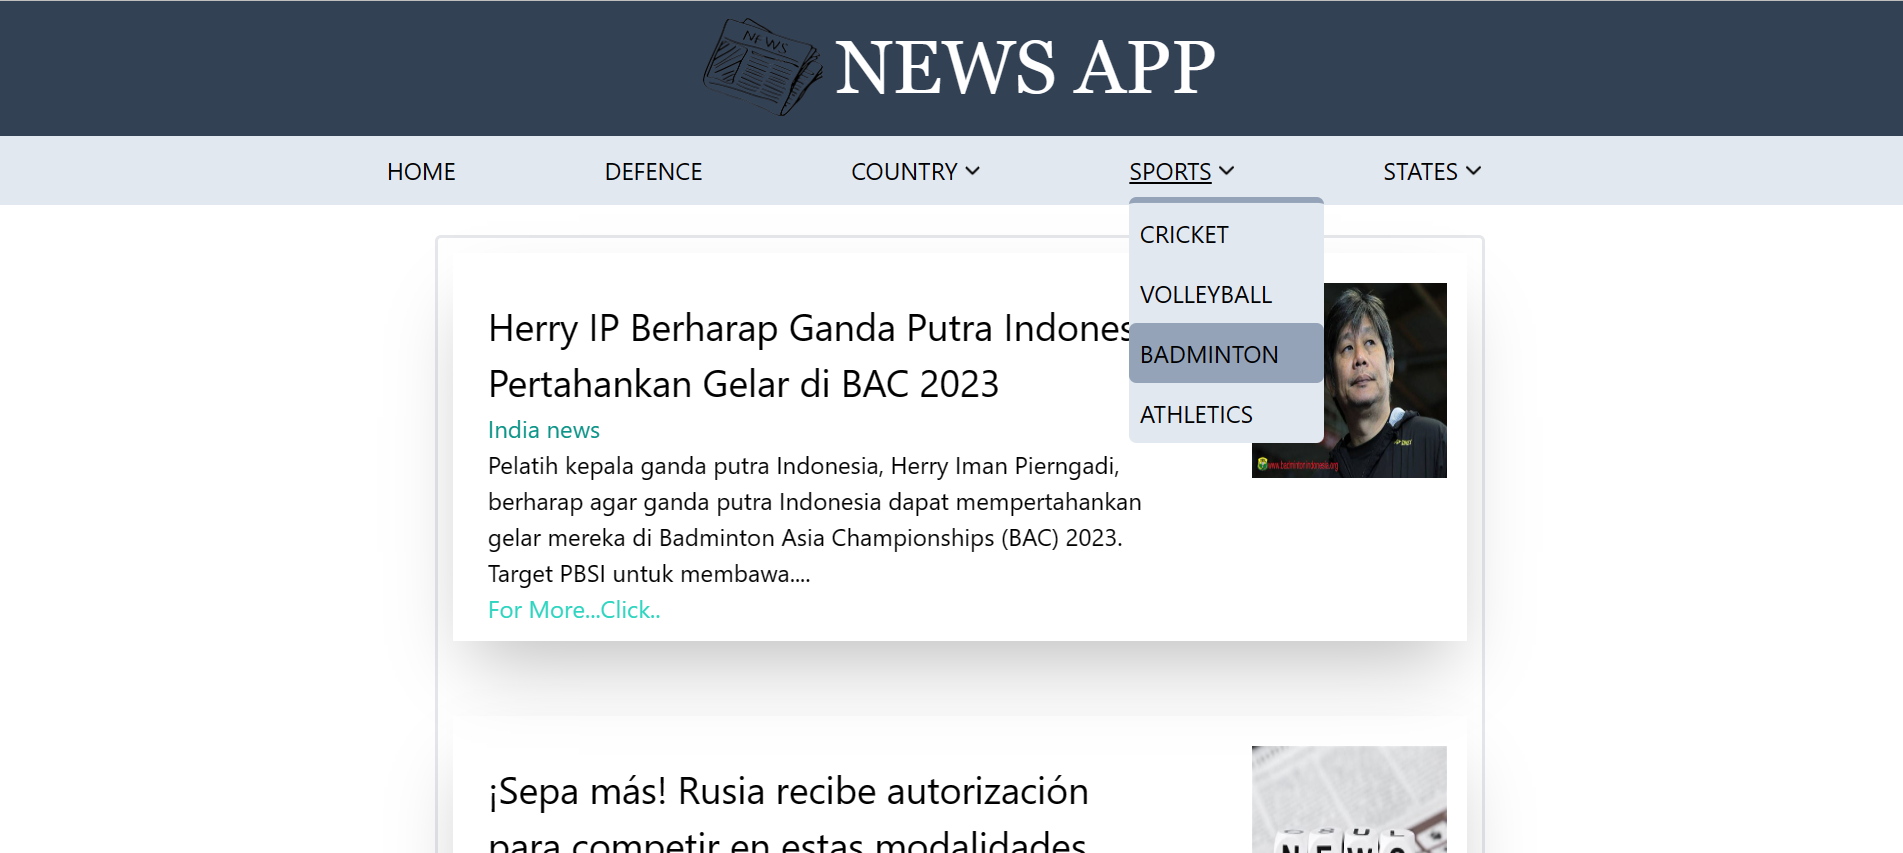 NEWS
NEWS APP
HOME
DEFENCE
COUNTRY
SPORTS
STATES
CRICKET
VOLLEYBALL
BADMINTON
ATHLETICS
Herry IP Berharap Ganda Putra Indones
Pertahankan Gelar di BAC 2023
India news
Pelatih kepala ganda putra Indonesia, Herry Iman Pierngadi,
berharap agar ganda putra Indonesia dapat mempertahankan
gelar mereka di Badminton Asia Championships (BAC) 2023.
Target PBSI untuk membawa....
For More...Click..
www.badmintonindonesia.org
¡Sepa más! Rusia recibe autorización
para competir en estas modalidades
NEWS